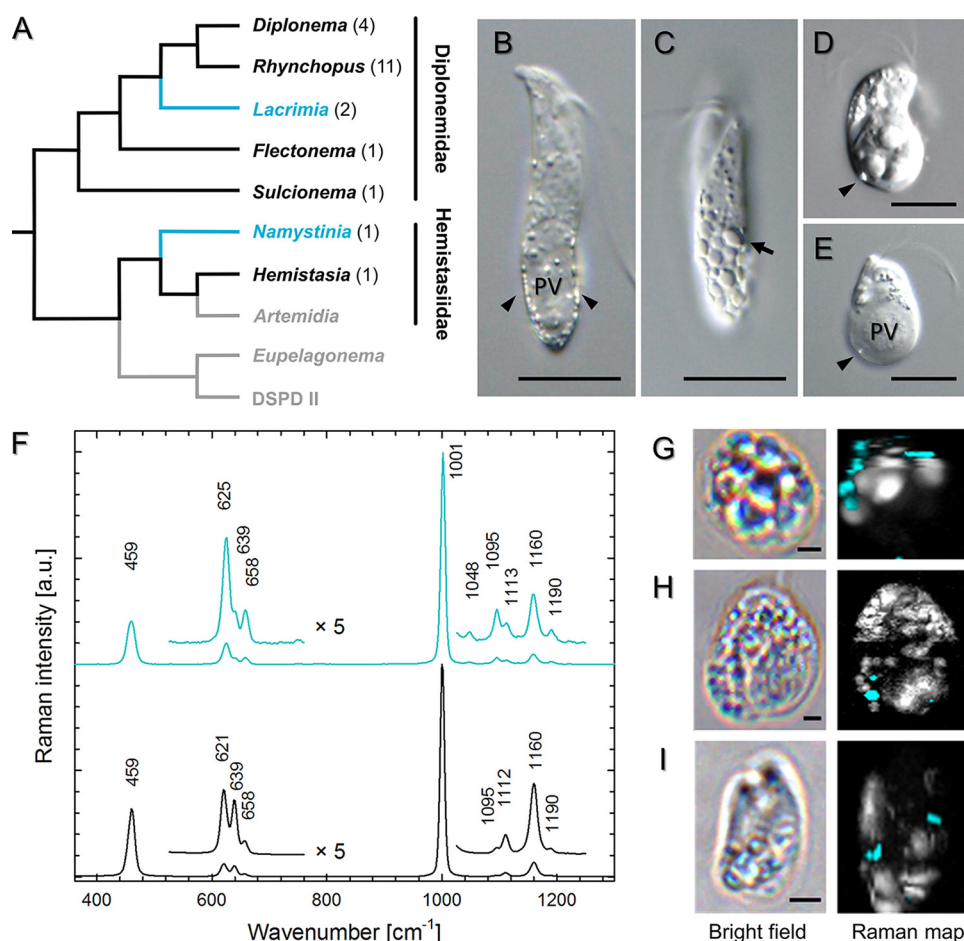 A
Diplonema (4)
Rhynchopus (11)
Lacrimia (2)
Flectonema (1)
Sulcionema (1)
Namystinia (1)
Hemistasia (1)
Artemidia
Eupelagonema
DSPD II
Diplonemidae
Hemistasiidae
B
PV
C
D
E
PV
F
400
600
800
1000
1200
459
625
639
658
× 5
1001
1048
1095
1113
1160
1190
459
621
639
658
× 5
1095
1112
1160
1190
Raman intensity [a.u.]
Wavenumber [cm-1]
G
H
I
Bright field
Raman map